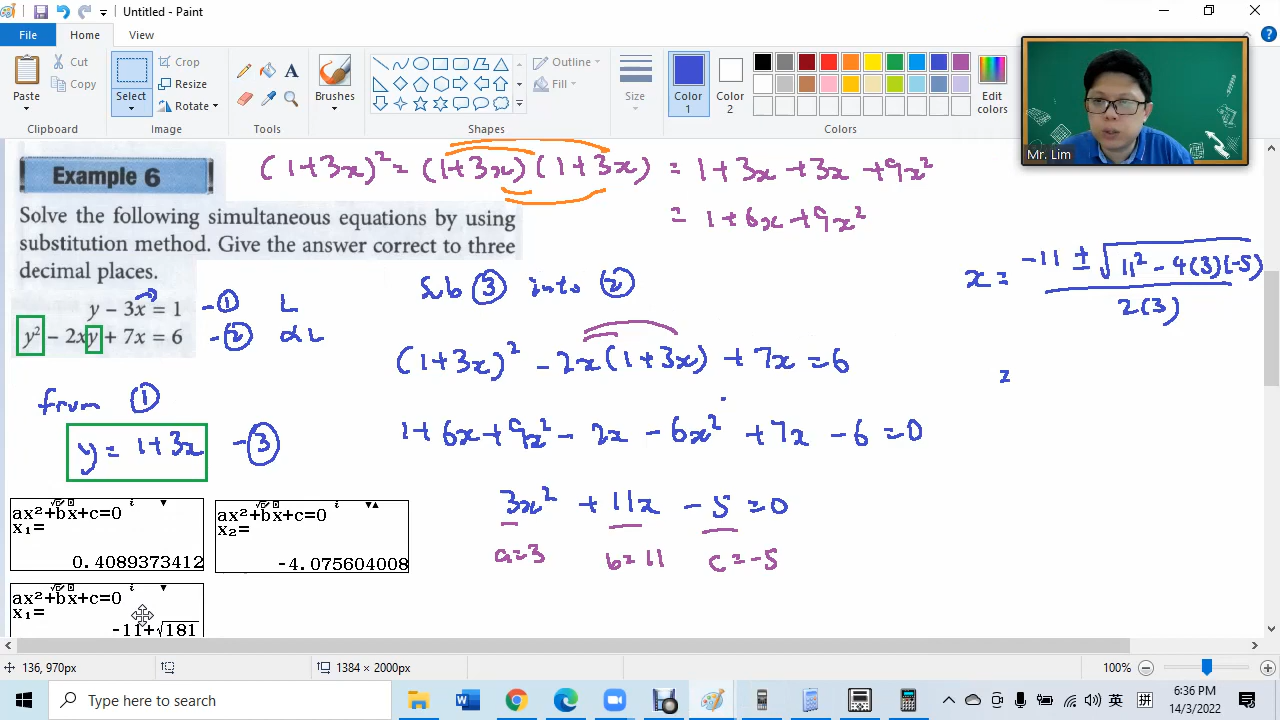 Untitled - Paint
File
Home
View
Paste
Cut
Copy
Clipboard
Select
Crop
Resize
Rotate
Image
Tools
Brushes
Shapes
Outline
Fill
Size
Color 1
Color 2
Edit colors
Colors
Mr. Lim
(1+3x)² = (1+3x)(1+3x) = 1+3x+3x+9x²
= 1+6x+9x²
Example 6
Solve the following simultaneous equations by using
substitution method. Give the answer correct to three
decimal places.
y − 3x = 1 -① L
y² − 2xy + 7x = 6 -②
from ①
y = 1+3x -③
Sub ③ into ②
(1+3x)² - 2x(1+3x) + 7x = 6
1+6x+9x² - 2x - 6x² + 7x - 6 = 0
3x² + 11x - 5 = 0
a=3 b=11 c=-5
x = -11 ± √11² - 4(3)(-5)
2(3)
=
ax²+bx+c=0
x₁=
0.4089373412
ax²+bx+c=0
x₂=
-4.075604008
ax²+bx+c=0
x₁=
-11+√181
136, 970px
1384 × 2000px
100%
Type here to search
英
拼
6:36 PM
14/3/2022